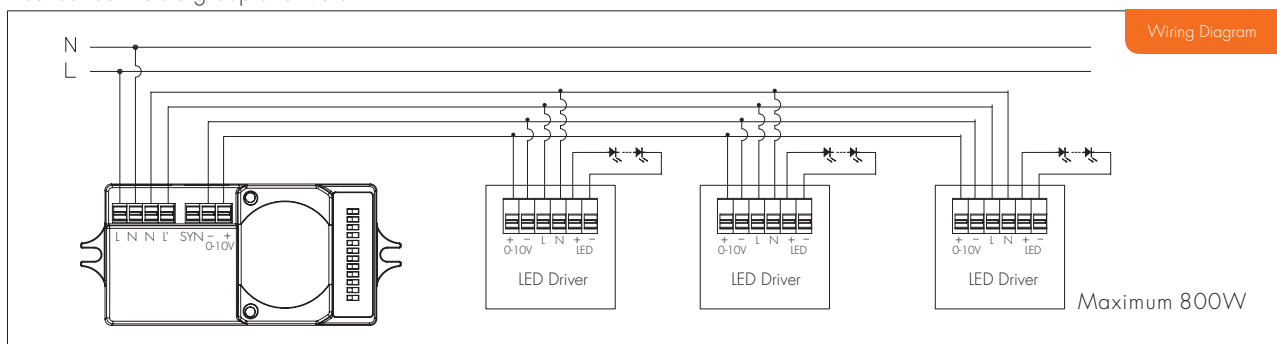 Wiring Diagram
N
L
L N N L' SYN - +
0-10V
+ - L N + -
0-10V LED
LED Driver
+ - L N + -
0-10V LED
LED Driver
+ - L N + -
0-10V LED
LED Driver
Maximum 800W